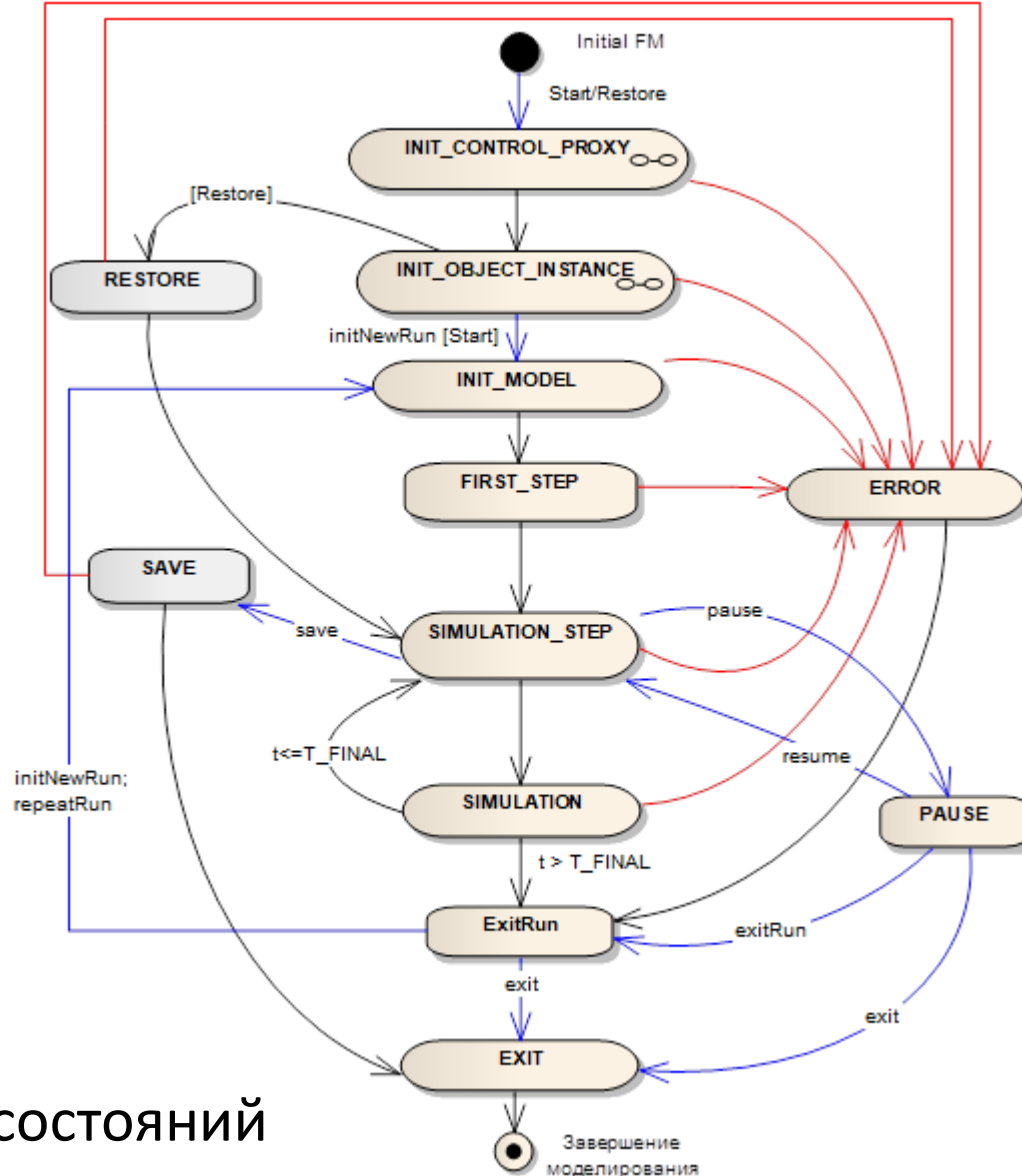 Initial FM
Start/Restore
INIT_CONTROL_PROXY
[Restore]
INIT_OBJECT_INSTANCE
RESTORE
initNewRun [Start]
INIT_MODEL
FIRST_STEP
ERROR
SAVE
pause
save
SIMULATION_STEP
t<=T_FINAL
resume
initNewRun;
repeatRun
SIMULATION
PAUSE
t > T_FINAL
ExitRun
exitRun
exit
exit
EXIT
состояний
Завершение
моделирования